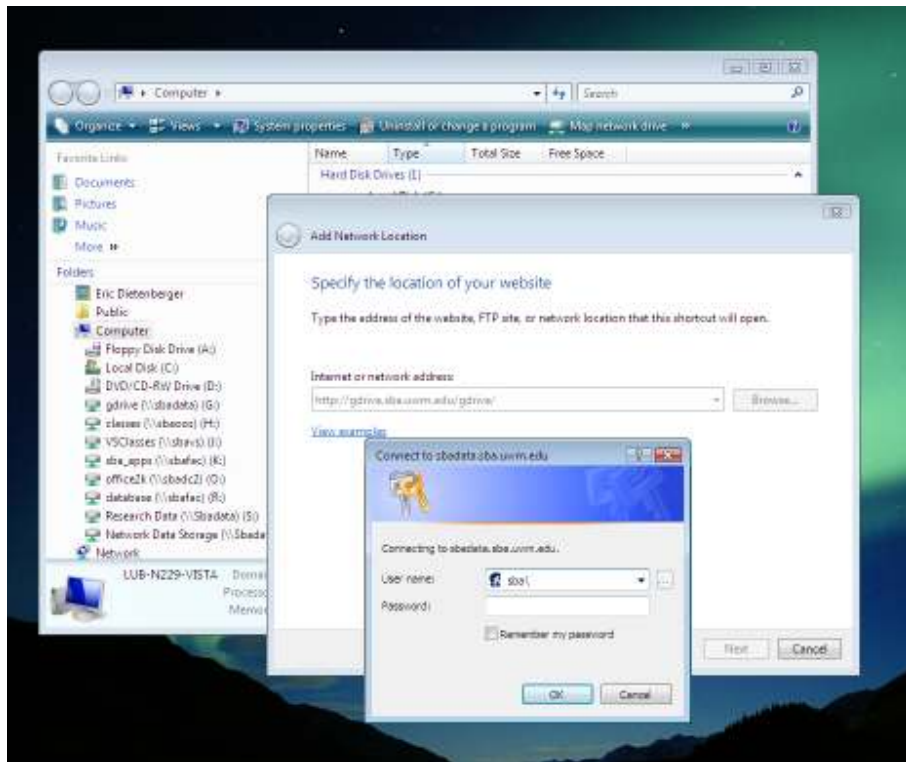 Computer
Search
Organize Views System properties Uninstall or change a program Map network drive »
Favorite Links
Documents
Pictures
Music
More »
Folders
Eric Dietenberger
Public
Computer
Floppy Disk Drive (A:)
Local Disk (C:)
DVD/CD-RW Drive (D:)
gdrive (\\sbadata) (G:)
classes (\\sbaoos) (H:)
VSClasses (\\sbavs) (I:)
sba_apps (\\sbafac) (K:)
office2k (\\sbadc2) (O:)
database (\\sbafac) (R:)
Research Data (\\Sbadata) (S:)
Network Data Storage (\\Sbada
Network
Name Type Total Size Free Space
Hard Disk Drives (1)
LUB-N229-VISTA Domai
Processo
Memo
Add Network Location
Specify the location of your website
Type the address of the website, FTP site, or network location that this shortcut will open.
Internet or network address:
http://gdrive.sba.uwm.edu/gdrive/
Browse...
View examples
Next Cancel
Connect to sbadata.sba.uwm.edu
Connecting to sbadata.sba.uwm.edu.
User name: sba\
Password:
Remember my password
OK Cancel